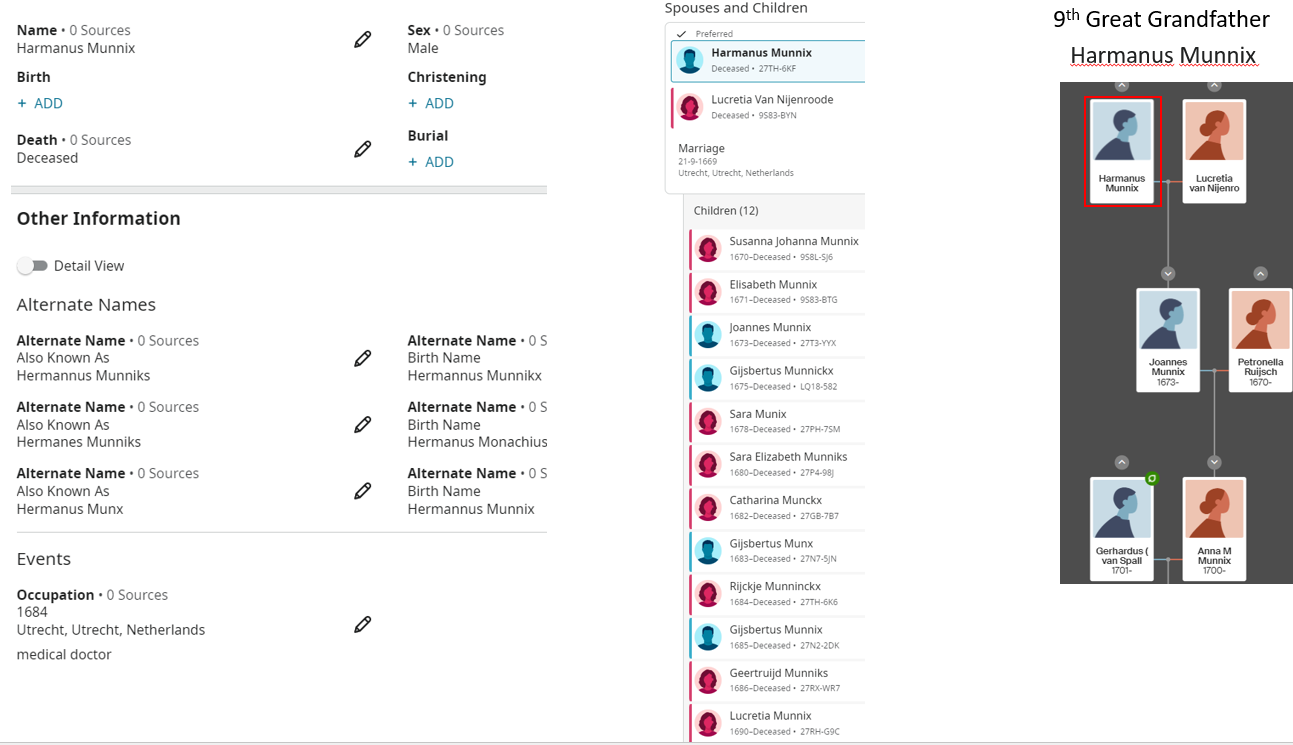 Name • 0 Sources
Harmanus Munnix
Sex • 0 Sources
Male
Birth
+ ADD
Christening
+ ADD
Death • 0 Sources
Deceased
Burial
+ ADD
Other Information
Detail View
Alternate Names
Alternate Name • 0 Sources
Also Known As
Hermannus Munniks
Alternate Name • 0 S
Birth Name
Hermannus Munnikx
Alternate Name • 0 Sources
Also Known As
Hermanes Munniks
Alternate Name • 0 S
Birth Name
Hermanus Monachius
Alternate Name • 0 Sources
Also Known As
Hermanus Munx
Alternate Name • 0 S
Birth Name
Hermannus Munnix
Events
Occupation • 0 Sources
1684
Utrecht, Utrecht, Netherlands
medical doctor
Spouses and Children
Preferred
Harmanus Munnix
Deceased • 27TH-6KF
Lucretia Van Nijenroode
Deceased • 9S83-BYN
Marriage
21-9-1669
Utrecht, Utrecht, Netherlands
Children (12)
Susanna Johanna Munnix
1670–Deceased • 9S8L-SJ6
Elisabeth Munnix
1671–Deceased • 9S83-BTG
Joannes Munnix
1673–Deceased • 27T3-YYX
Gijsbertus Munnickx
1675–Deceased • LQ18-582
Sara Munix
1678–Deceased • 27PH-7SM
Sara Elizabeth Munniks
1680–Deceased • 27P4-98J
Catharina Munckx
1682–Deceased • 27GB-7B7
Gijsbertus Munx
1683–Deceased • 27N7-5JN
Rijckje Munninckx
1684–Deceased • 27TH-6K6
Gijsbertus Munnix
1685–Deceased • 27N2-2DK
Geertruijd Munniks
1686–Deceased • 27RX-WR7
Lucretia Munnix
1690–Deceased • 27RH-G9C
9th Great Grandfather
Harmanus Munnix
Harmanus
Munnix
Lucretia
van Nijenro
Joannes
Munnix
1673-
Petronella
Ruijsch
1670-
Gerhardus (
van Spall
1701-
Anna M
Munnix
1700-